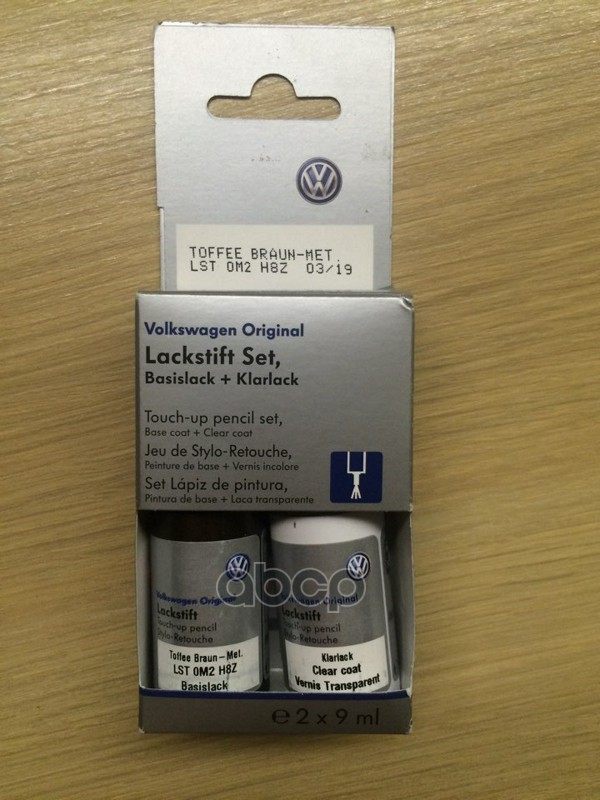 TOFFEE BRAUN-MET.
LST 0M2 H8Z 03/19
Volkswagen Original
Lackstift Set,
Basislack + Klarlack
Touch-up pencil set,
Base coat + Clear coat
Jeu de Stylo-Retouche,
Peinture de base + Vernis incolore
Set Lápiz de pintura,
Pintura de base + Laca transparente
Volkswagen Original
Lackstift
Touch-up pencil
Stylo-Retouche
Toffee Braun-Met.
LST 0M2 H8Z
Basislack
Volkswagen Original
Lackstift
Touch-up pencil
Stylo-Retouche
Klarlack
Clear coat
Vernis Transparent
abcp
℮ 2 x 9 ml